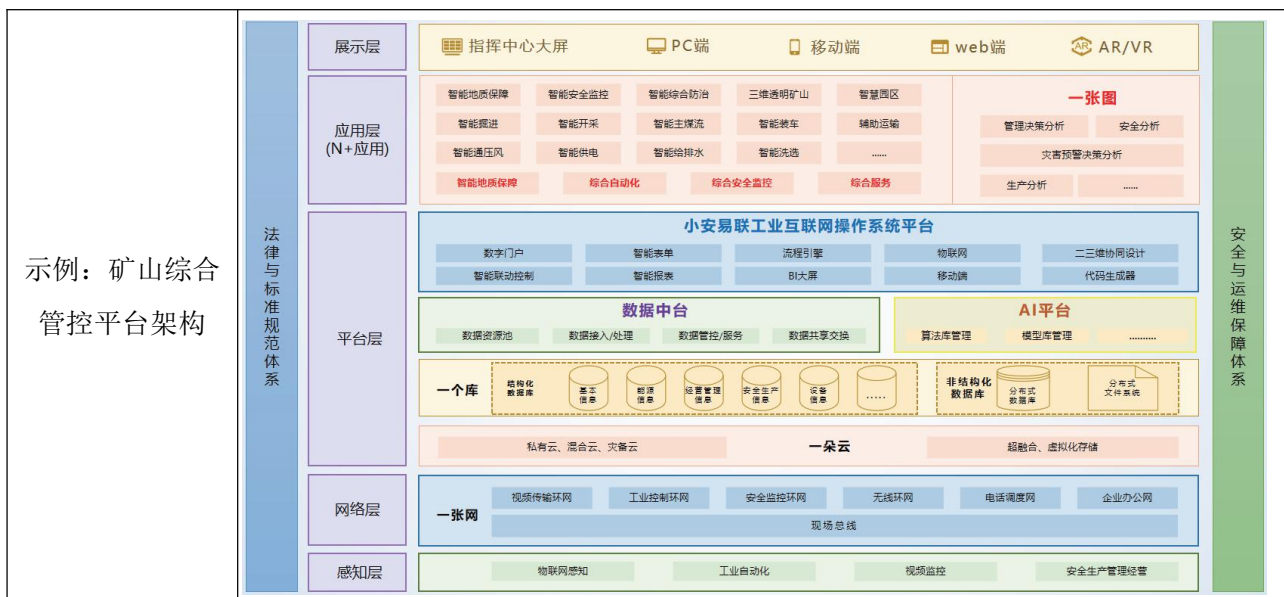 示例：矿山综合
管控平台架构
法律与标准规范体系
展示层
指挥中心大屏 PC端 移动端 web端 AR AR/VR
应用层
(N+应用)
智能地质保障 智能安全监控 智能综合防治 三维透明矿山 智慧园区
智能掘进 智能开采 智能主煤流 智能装车 辅助运输
智能通压风 智能供电 智能给排水 智能洗选 ......
智能地质保障 综合自动化 综合安全监控 综合服务
一张图
管理决策分析 安全分析
灾害预警决策分析
生产分析 ......
平台层
小安易联工业互联网操作系统平台
数字门户 智能表单 流程引擎 物联网 二三维协同设计
智能联动控制 智能报表 BI大屏 移动端 代码生成器
数据中台
数据资源池 数据接入/处理 数据管控/服务 数据共享交换
AI平台
算法库管理 模型库管理 ..........
一个库
结构化
数据库
基本
信息
能源
信息
经营管理
信息
安全生产
信息
设备
信息
.....
非结构化
数据库
分布式
数据库
分布式
文件系统
私有云、混合云、灾备云 一朵云 超融合、虚拟化存储
网络层
一张网
视频传输环网 工业控制环网 安全监控环网 无线环网 电话调度网 企业办公网
现场总线
感知层
物联网感知 工业自动化 视频监控 安全生产管理经营
安全与运维保障体系